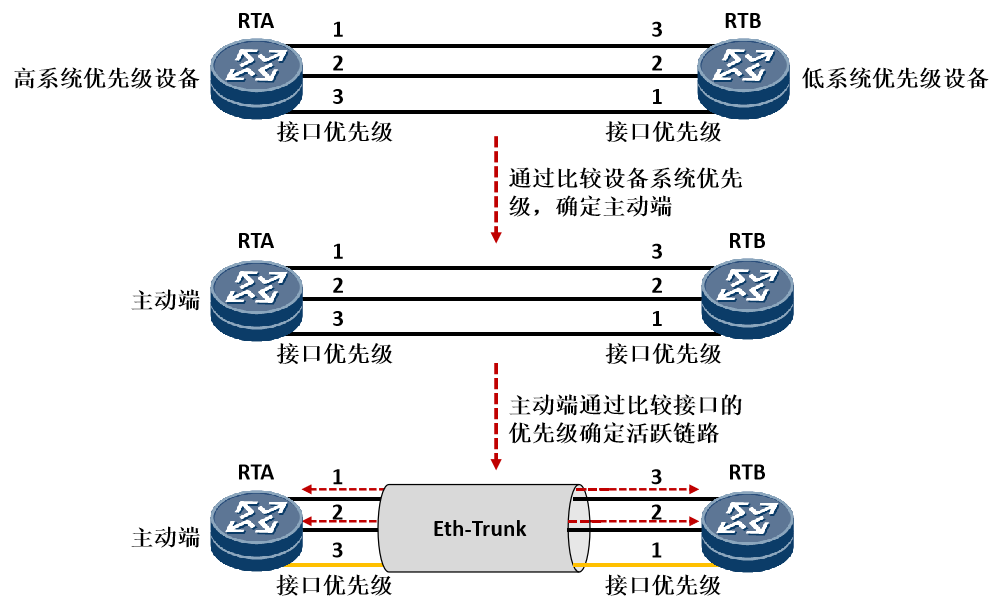 RTA 1 3 RTB
2 2
高系统优先级设备 低系统优先级设备
3 1
接口优先级 接口优先级
通过比较设备系统优先
级，确定主动端
RTA 1 3 RTB
2 2
主动端
3 1
接口优先级 接口优先级
主动端通过比较接口的
优先级确定活跃链路
RTA 1 3 RTB
2 2
主动端 Eth-Trunk
3 1
接口优先级 接口优先级